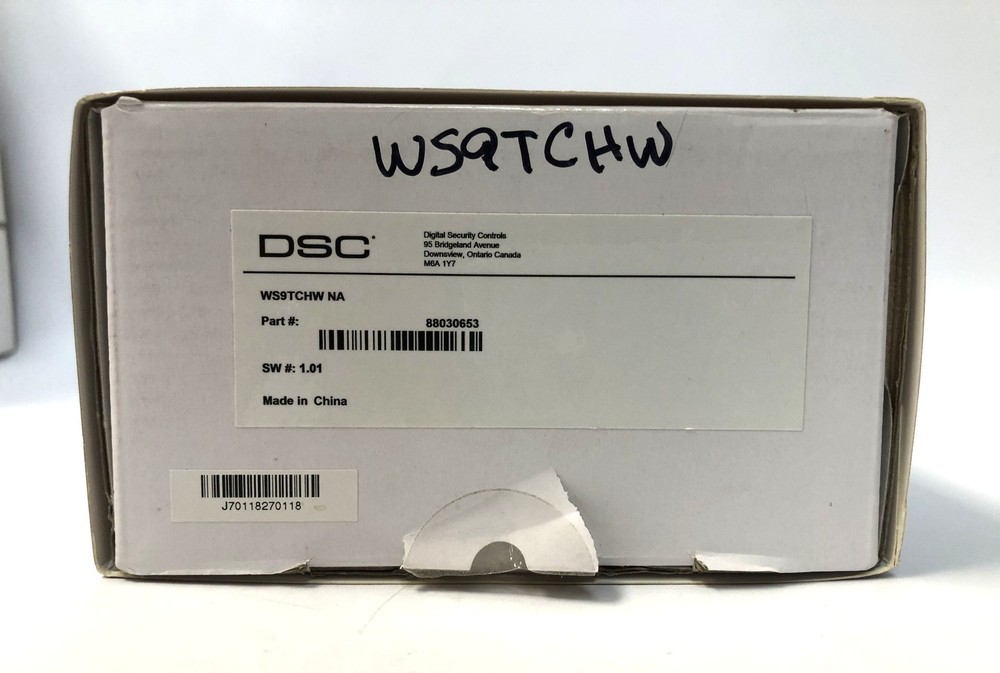 WS9TCHW
DSC
Digital Security Controls
95 Bridgeland Avenue
Downsview, Ontario Canada
M6A 1Y7
WS9TCHW NA
Part #: 88030653
SW #: 1.01
Made in China
J70118270118